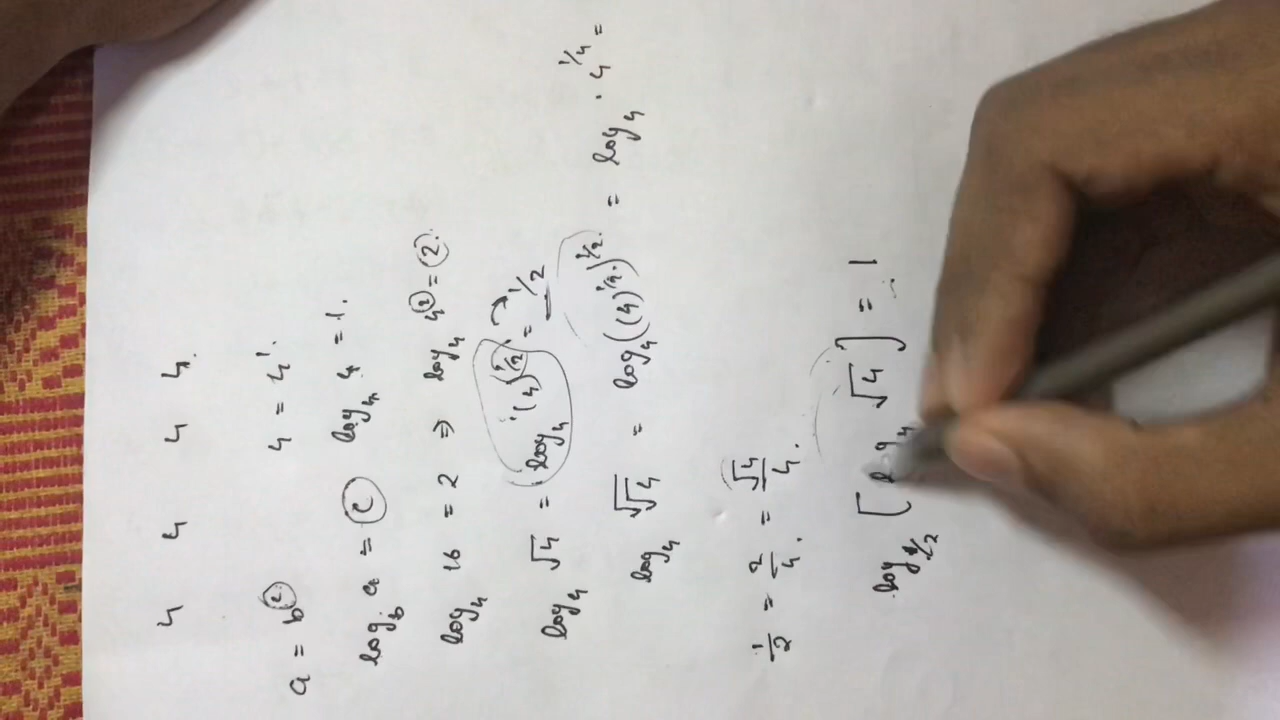 4 4 4 4.
a = b^c 4 = 4^1.
log_b a = c log_4 4 = 1.
log_4 16 = 2 ⇒ log_4 4^2 = 2.
log_4 √4 = log_4 (4)^1/2 = 1/2
log_4 √√4 = log_4 ((4)^1/2)^1/2 = log_4 . 4^1/4 =
1/2 = 2/4 = √4/4.
log_1/2 [log_4 √4] = 1